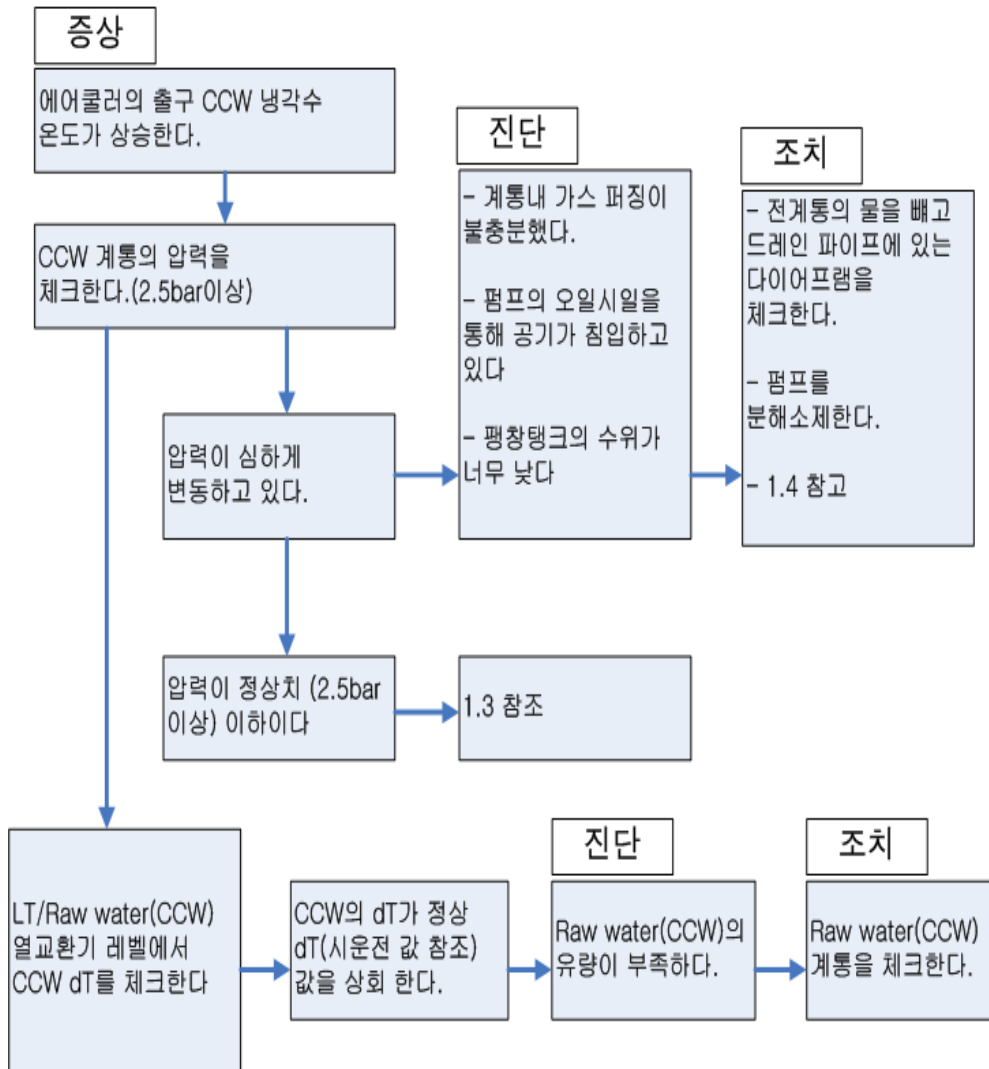 증상
에어쿨러의 출구 CCW 냉각수
온도가 상승한다.
CCW 계통의 압력을
체크한다.(2.5bar이상)
압력이 심하게
변동하고 있다.
진단
- 계통내 가스 퍼징이
불충분했다.
- 펌프의 오일시일을
통해 공기가 침입하고
있다
- 팽창탱크의 수위가
너무 낮다
조치
- 전계통의 물을 뺴고
드레인 파이프에 있는
다이어프램을
체크한다.
- 펌프를
분해소제한다.
- 1.4 참고
압력이 정상치 (2.5bar
이상) 이하이다
1.3 참조
LT/Raw water(CCW)
열교환기 레벨에서
CCW dT를 체크한다
CCW의 dT가 정상
dT(시운전 값 참조)
값을 상회 한다.
진단
Raw water(CCW)의
유량이 부족하다.
조치
Raw water(CCW)
계통을 체크한다.